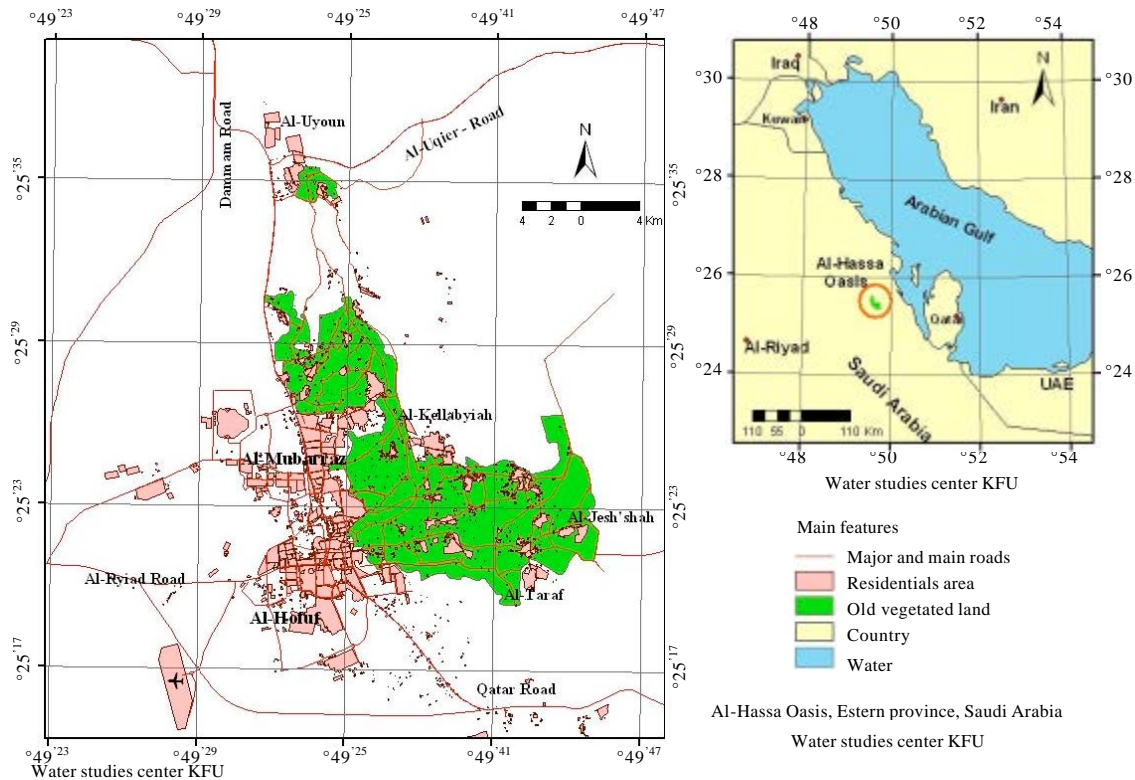 °49'23 °49'29 °49'25 °49'41 °49'47
Al-Uyoun
Dammam Road
Al-Uqier - Road
N
°25'35 °25'35
4 2 0 4 Km
°25'29 °25'29
Al-Kellabyiah
Al-Mubarraz
°25'23 °25'23
Al-Jesh'shah
Al-Ryiad Road
Al-Taraf
Al-Hofuf
°25'17 °25'17
Qatar Road
°49'23 °49'29 °49'25 °49'41 °49'47
Water studies center KFU
48 50 52 54
°30 °30
Iraq
Iran
N
Kuwait
°28 °28
Arabian Gulf
Al-Hassa
Oasis
°26 °26
Qatar
Al-Riyad
°24 °24
UAE
Saudi Arabia
110 55 0 110 Km
°48 °50 °52 °54
Water studies center KFU
Main features
Major and main roads
Residentials area
Old vegetated land
Country
Water
Al-Hassa Oasis, Estern province, Saudi Arabia
Water studies center KFU